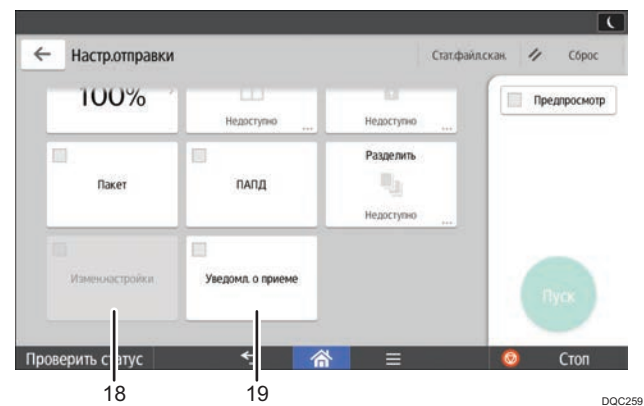 Настр.отправки
Стат.файл.скан.
Сброс
100%
Недоступно
Недоступно
Предпросмотр
Пакет
ПАПД
Разделить
Недоступно
Измен.настройки
Уведомл. о приеме
Пуск
Проверить статус
Стоп
18
19
DQC259